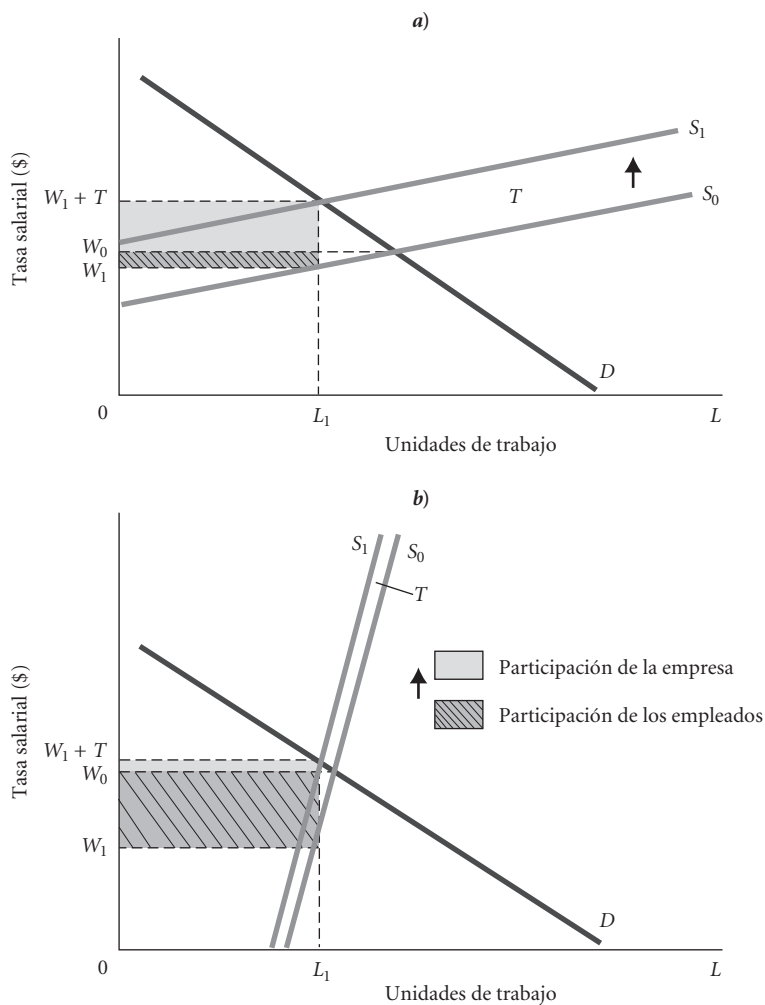 a)
Tasa salarial ($)
S1
T
S0
W1 + T
W0
W1
D
0
L1
L
Unidades de trabajo
b)
Tasa salarial ($)
S1
S0
T
Participación de la empresa
Participación de los empleados
W1 + T
W0
W1
D
0
L1
L
Unidades de trabajo